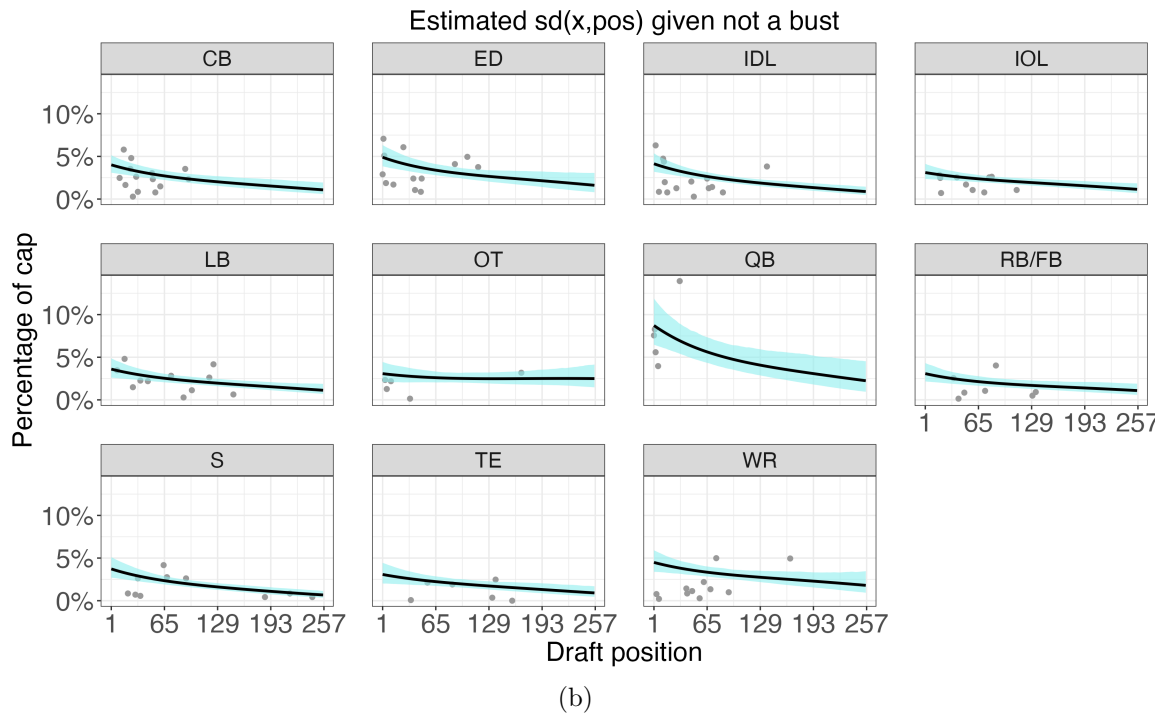 Estimated sd(x,pos) given not a bust
CB ED IDL IOL
10%
5%
0%
LB OT QB RB/FB
10%
5%
0%
1 65 129 193 257
S TE WR
10%
5%
0%
1 65 129 193 257 1 65 129 193 257 1 65 129 193 257
Percentage of cap
Draft position
(b)